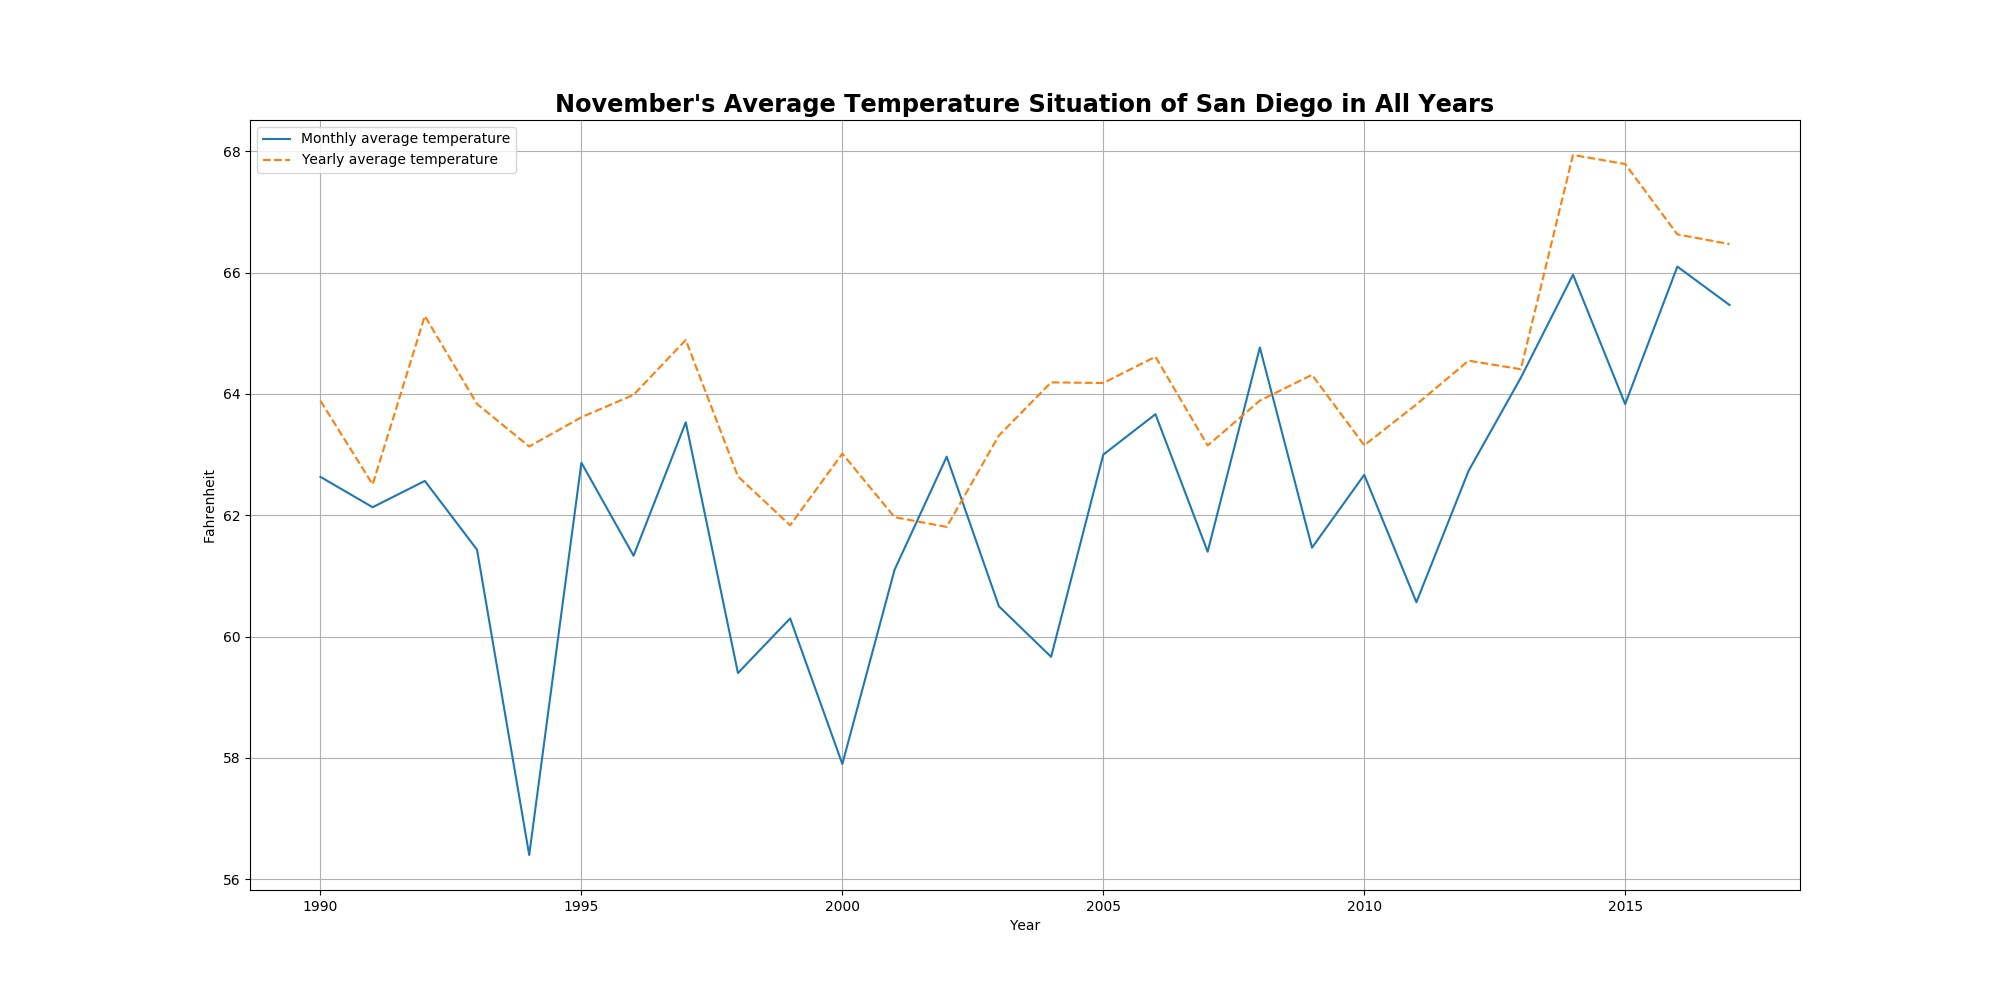 November's Average Temperature Situation of San Diego in All Years
Monthly average temperature
Yearly average temperature
68
66
64
62
60
58
56
Fahrenheit
1990 1995 2000 2005 2010 2015
Year